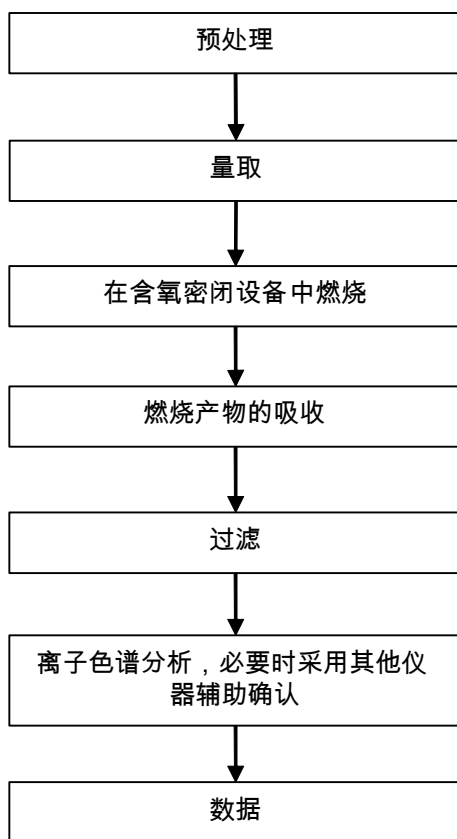 预处理
量取
在含氧密闭设备中燃烧
燃烧产物的吸收
过滤
离子色谱分析，必要时采用其他仪
器辅助确认
数据